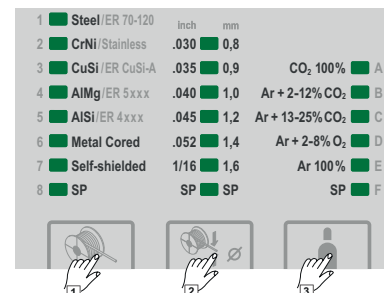 inch mm
1 Steel/ER 70-120
2 CrNi/Stainless .030 0,8
3 CuSi/ER CuSi-A .035 0,9 CO₂ 100% A
4 AlMg/ER 5xxx .040 1,0 Ar + 2-12% CO₂ B
5 AlSi/ER 4xxx .045 1,2 Ar + 13-25% CO₂ C
6 Metal Cored .052 1,4 Ar + 2-8% O₂ D
7 Self-shielded 1/16 1,6 Ar 100% E
8 SP SP SP SP F
Ø
1 2 3